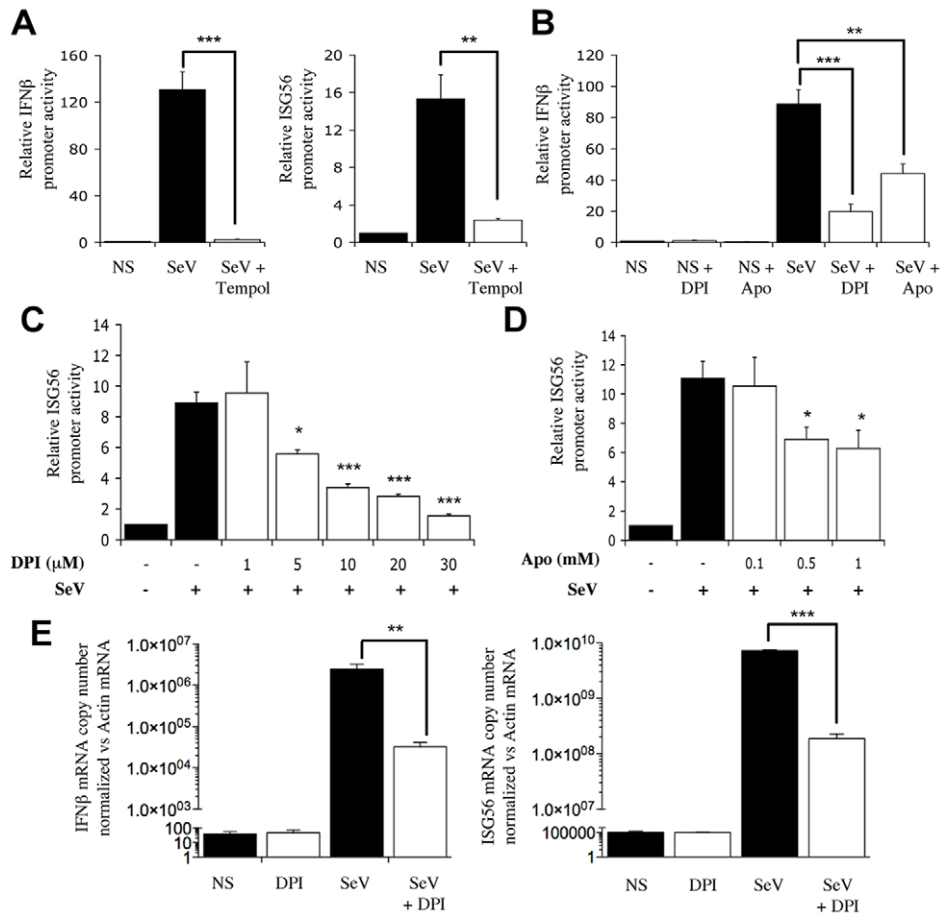 A
Relative IFNβ
promoter activity
160
120
80
40
0
***
NS
SeV
SeV +
Tempol
Relative ISG56
promoter activity
20
16
12
8
4
0
**
NS
SeV
SeV +
Tempol
B
Relative IFNβ
promoter activity
120
100
80
60
40
20
0
**
***
NS
NS +
DPI
NS +
Apo
SeV
SeV +
DPI
SeV +
Apo
C
Relative ISG56
promoter activity
14
12
10
8
6
4
2
0
* *** *** ***
DPI (μM) - - 1 5 10 20 30
SeV - + + + + + +
D
Relative ISG56
promoter activity
14
12
10
8
6
4
2
0
* *
Apo (mM) - - 0.1 0.5 1
SeV - + + + +
E
IFNβ mRNA copy number
normalized vs Actin mRNA
1.0×10⁰⁷
1.0×10⁰⁶
1.0×10⁰⁵
1.0×10⁰⁴
1.0×10⁰³
100
10
1
**
NS
DPI
SeV
SeV
+ DPI
ISG56 mRNA copy number
normalized vs Actin mRNA
1.0×10¹⁰
1.0×10⁰⁹
1.0×10⁰⁸
1.0×10⁰⁷
100000
1
***
NS
DPI
SeV
SeV
+ DPI